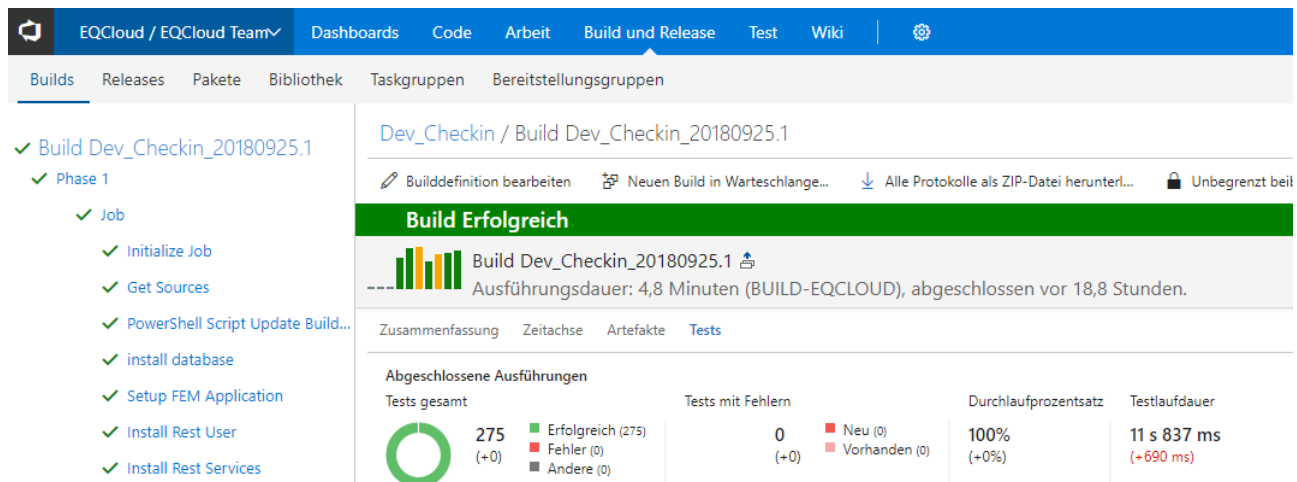 EQCloud / EQCloud Team Dashboards Code Arbeit Build und Release Test Wiki
Builds Releases Pakete Bibliothek Taskgruppen Bereitstellungsgruppen
Build Dev_Checkin_20180925.1
Phase 1
Job
Initialize Job
Get Sources
PowerShell Script Update Build...
install database
Setup FEM Application
Install Rest User
Install Rest Services
Dev_Checkin / Build Dev_Checkin_20180925.1
Builddefinition bearbeiten Neuen Build in Warteschlange... Alle Protokolle als ZIP-Datei herunterl... Unbegrenzt beib
Build Erfolgreich
Build Dev_Checkin_20180925.1
Ausführungsdauer: 4,8 Minuten (BUILD-EQCLOUD), abgeschlossen vor 18,8 Stunden.
Zusammenfassung Zeitachse Artefakte Tests
Abgeschlossene Ausführungen
Tests gesamt Tests mit Fehlern Durchlaufprozentsatz Testlaufdauer
275 Erfolgreich (275) 0 Neu (0) 100% 11 s 837 ms
(+0) Fehler (0) (+0) Vorhanden (0) (+0%) (+690 ms)
Andere (0)